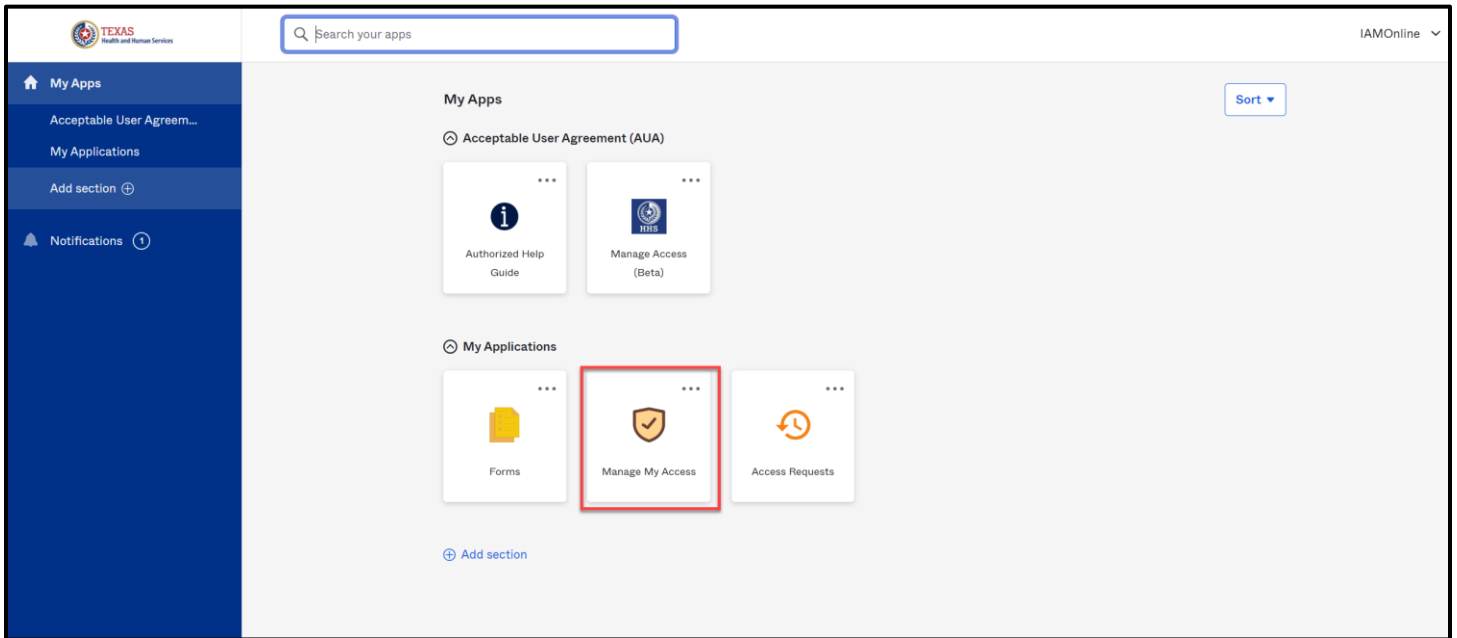 TEXAS
Health and Human Services
Search your apps
IAMOnline
My Apps
Acceptable User Agreem...
My Applications
Add section
Notifications 1
My Apps
Sort
Acceptable User Agreement (AUA)
Authorized Help
Guide
HHS
Manage Access
(Beta)
My Applications
Forms
Manage My Access
Access Requests
Add section